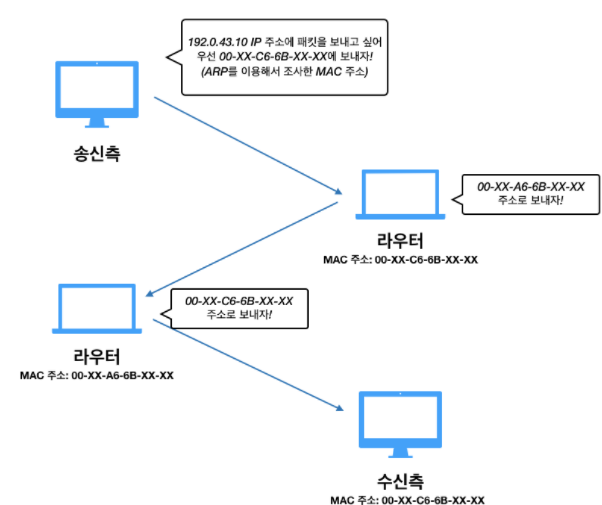 192.0.43.10 IP 주소에 패킷을 보내고 싶어
우선 00-XX-C6-6B-XX-XX에 보내자!
(ARP를 이용해서 조사한 MAC 주소)
송신측
00-XX-A6-6B-XX-XX
주소로 보내자!
라우터
MAC 주소: 00-XX-C6-6B-XX-XX
00-XX-C6-6B-XX-XX
주소로 보내자!
라우터
MAC 주소: 00-XX-A6-6B-XX-XX
수신측
MAC 주소: 00-XX-C6-6B-XX-XX